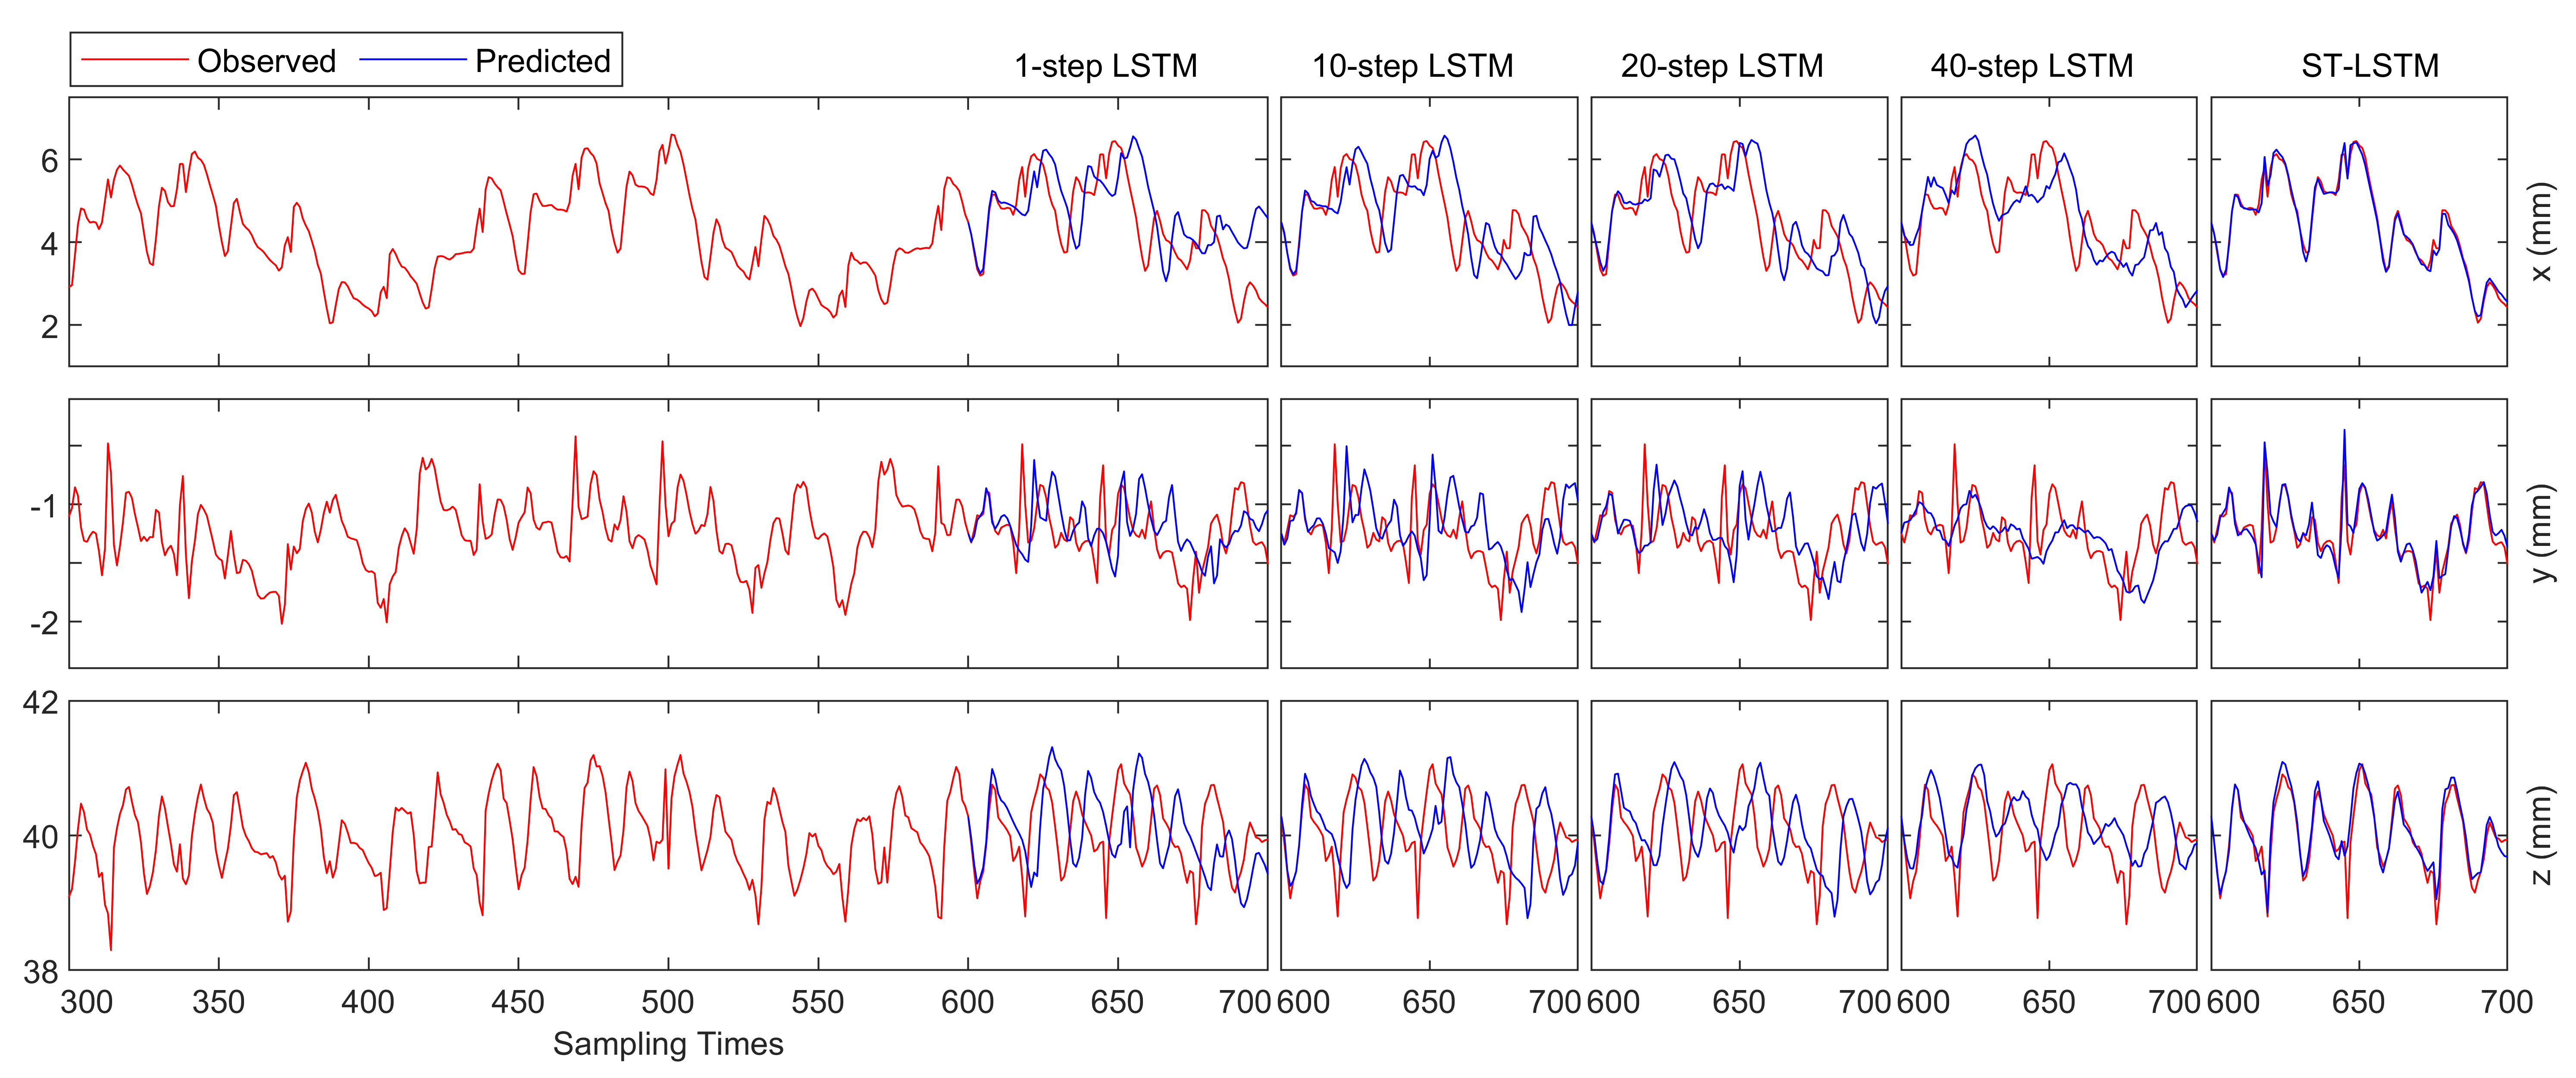 Observed Predicted
1-step LSTM 10-step LSTM 20-step LSTM 40-step LSTM ST-LSTM
6
4
2
x (mm)
-1
-2
y (mm)
42
40
38
z (mm)
300 350 400 450 500 550 600 650 700 600 650 700 600 650 700 600 650 700 600 650 700
Sampling Times